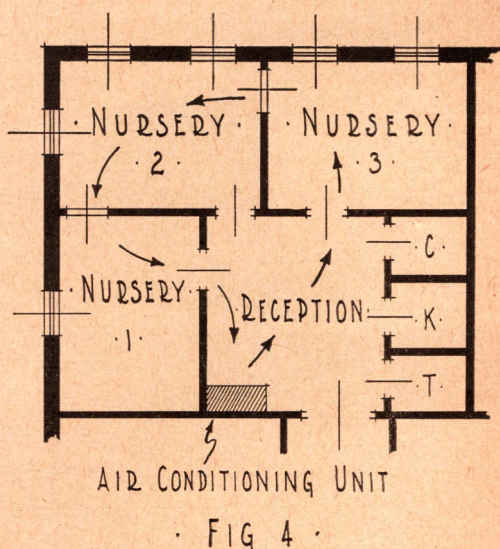 · NURSERY ·
· 2 ·
· NURSERY ·
· 3 ·
· C ·
· NURSERY ·
· 1 ·
· RECEPTION ·
· K ·
· T ·
AIR CONDITIONING UNIT
· FIG 4 ·